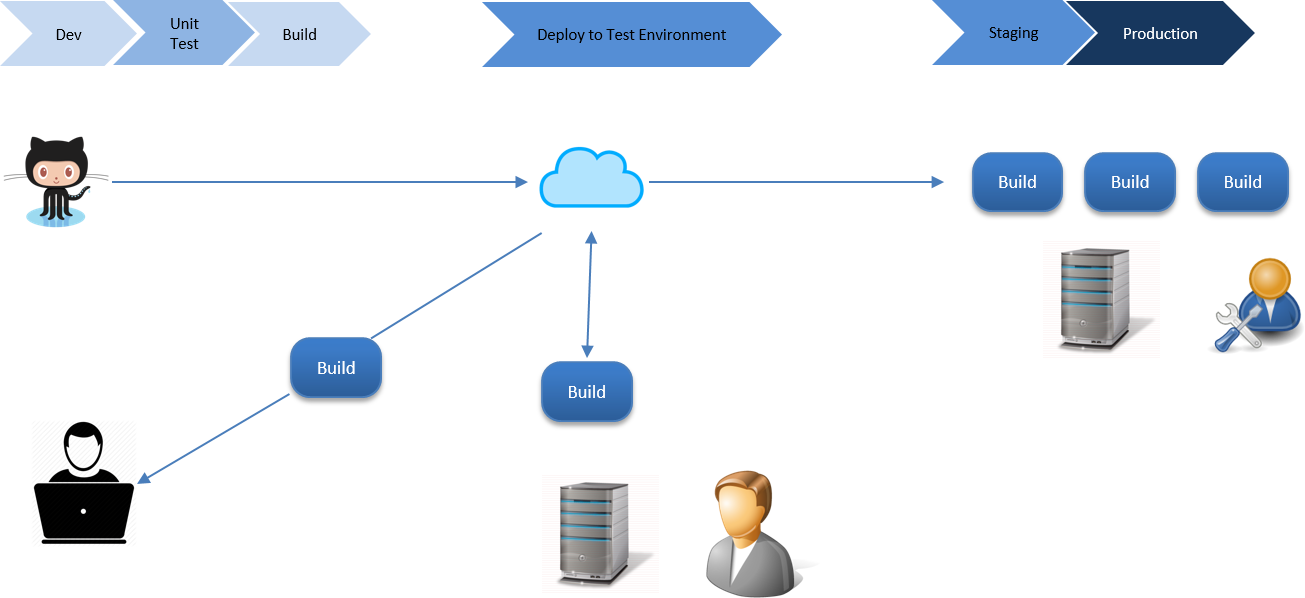 Dev
Unit
Test
Build
Deploy to Test Environment
Staging
Production
Build
Build
Build
Build
Build